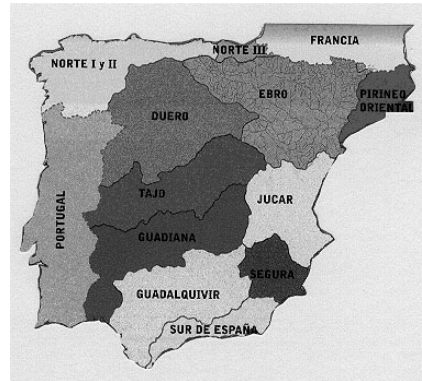 FRANCIA
NORTE III
NORTE I y II
EBRO
PIRINEO
ORIENTAL
DUERO
TAJO
JUCAR
PORTUGAL
GUADIANA
SEGURA
GUADALQUIVIR
SUR DE ESPAÑA